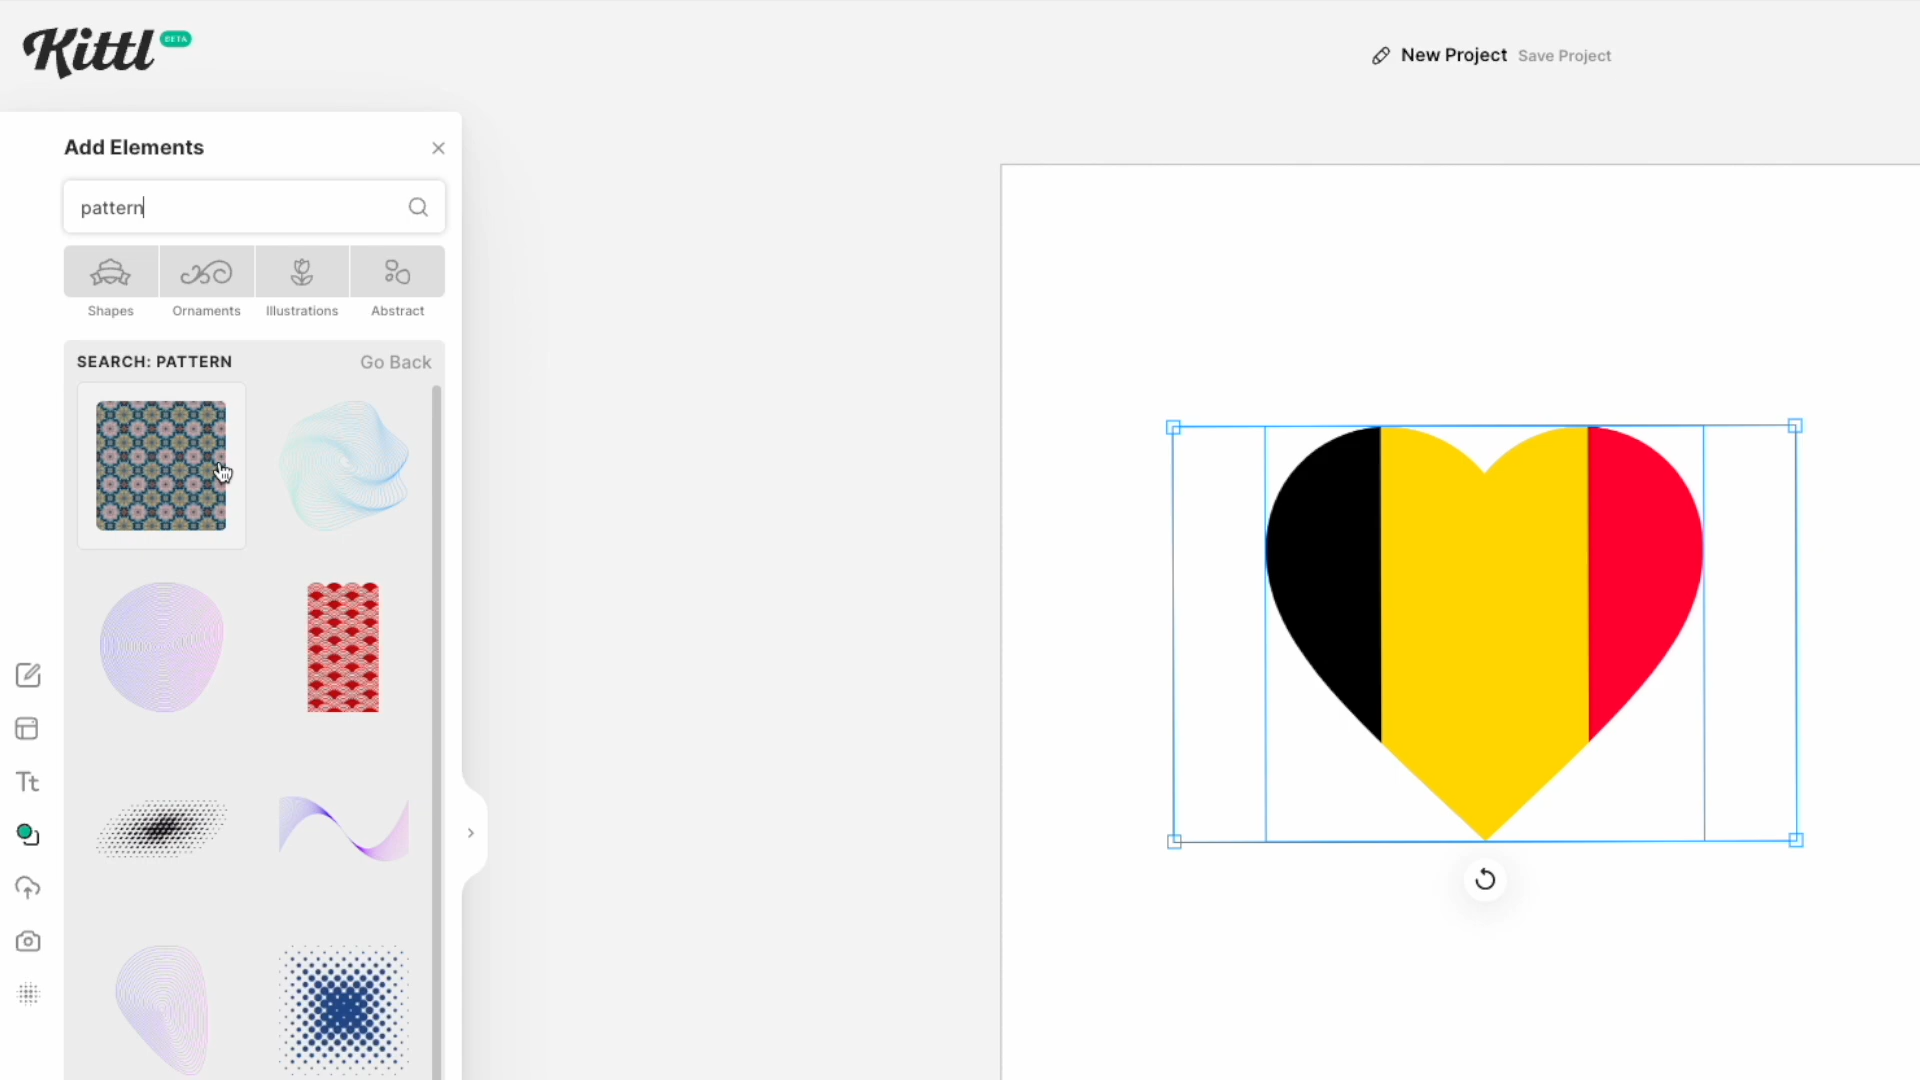 Kittl BETA
New Project Save Project
Add Elements
pattern
Shapes Ornaments Illustrations Abstract
SEARCH: PATTERN Go Back
Tt